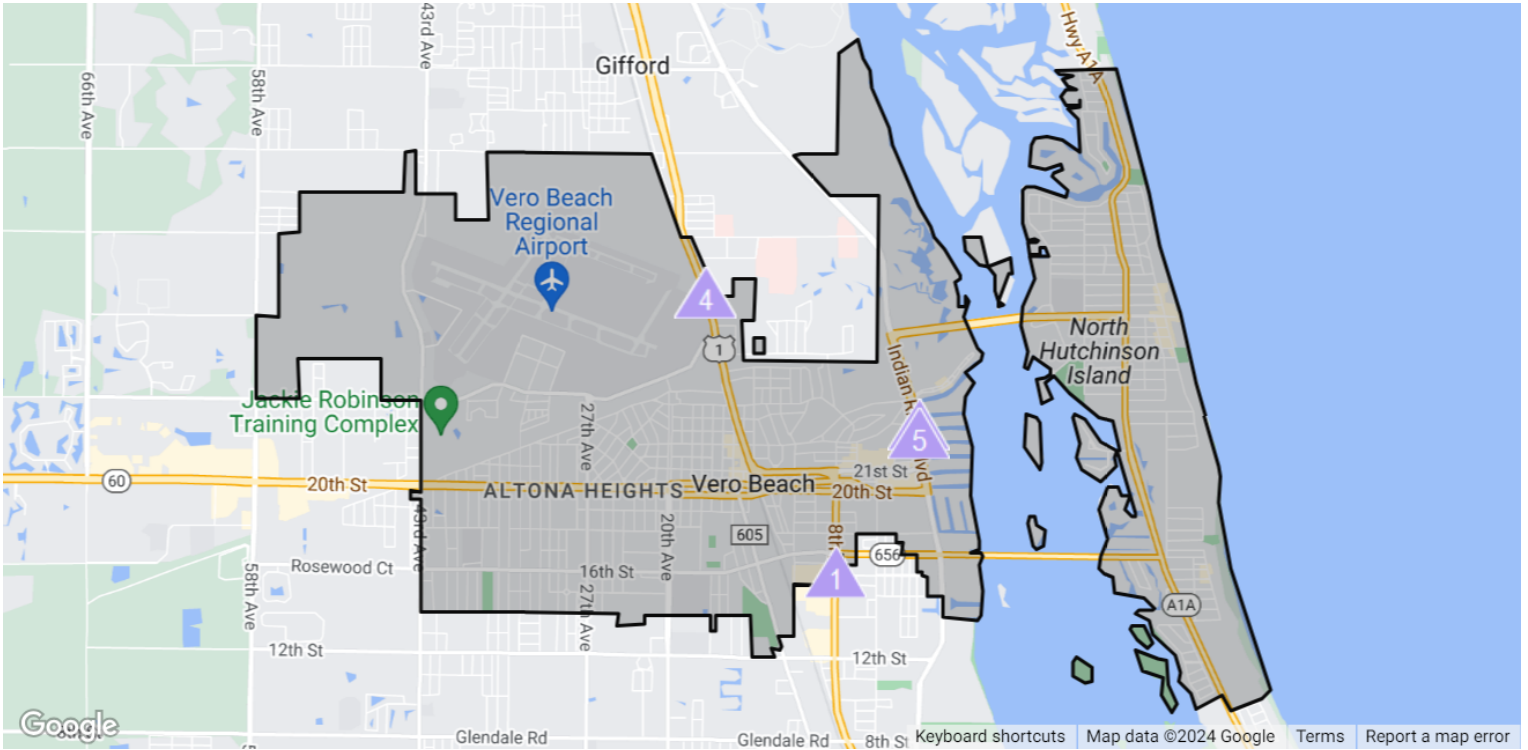 Hwy A1A
43rd Ave
Gifford
66th Ave
58th Ave
Vero Beach
Regional
Airport
4
1
North
Hutchinson
Island
Jackie Robinson
Training Complex
27th Ave
5
21st St
60
20th St
ALTONA HEIGHTS
Vero Beach
20th St
43rd Ave
605
20th Ave
8th
656
Rosewood Ct
58th Ave
16th St
27th Ave
1
A1A
12th St
12th St
Google
Glendale Rd
Glendale Rd
8th St
Keyboard shortcuts
Map data ©2024 Google
Terms
Report a map error